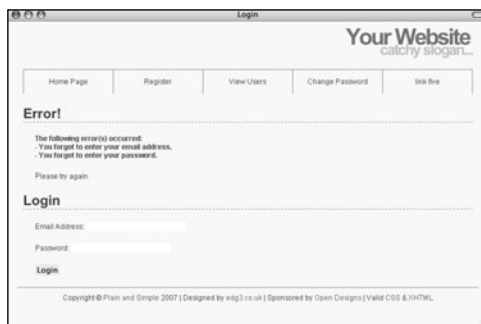 Login
Your Website
catchy slogan...
Home Page Register View Users Change Password link five
Error!
The following error(s) occurred:
- You forgot to enter your email address.
- You forgot to enter your password.
Please try again.
Login
Email Address:
Password:
Login
Copyright © Plain and Simple 2007 | Designed by edg3.co.uk | Sponsored by Open Designs | Valid CSS & XHTML.